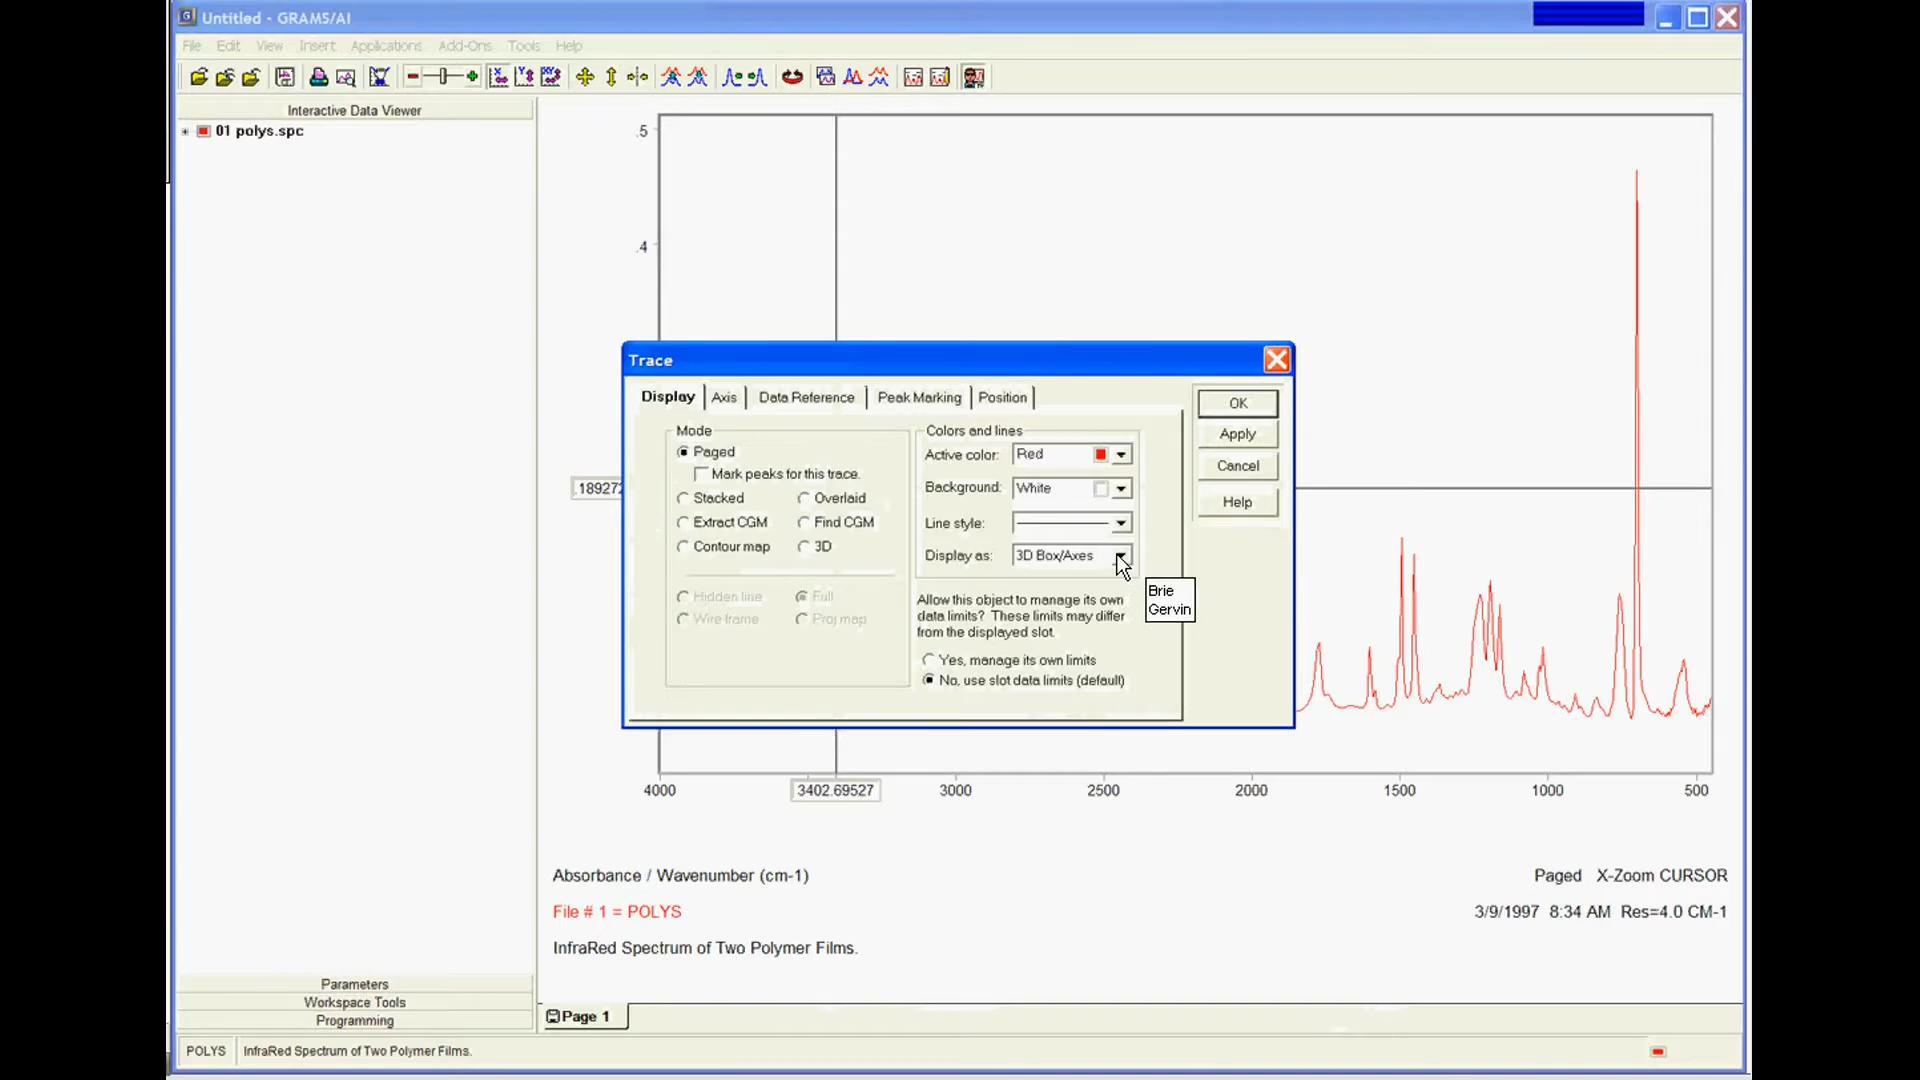 Untitled - GRAMS/AI
File Edit View Insert Applications Add-Ons Tools Help
Interactive Data Viewer
01 polys.spc
.5
.4
.189272
Trace
Display Axis Data Reference Peak Marking Position
Mode
Paged
Mark peaks for this trace.
Stacked Overlaid
Extract CGM Find CGM
Contour map 3D
Hidden line Full
Wire frame Proj map
Colors and lines
Active color: Red
Background: White
Line style:
Display as: 3D Box/Axes
Allow this object to manage its own
data limits? These limits may differ
from the displayed slot.
Yes, manage its own limits
No, use slot data limits (default)
OK
Apply
Cancel
Help
Brie
Gervin
4000 3402.69527 3000 2500 2000 1500 1000 500
Absorbance / Wavenumber (cm-1) Paged X-Zoom CURSOR
File # 1 = POLYS 3/9/1997 8:34 AM Res=4.0 CM-1
InfraRed Spectrum of Two Polymer Films.
Parameters
Workspace Tools
Programming
Page 1
POLYS InfraRed Spectrum of Two Polymer Films.